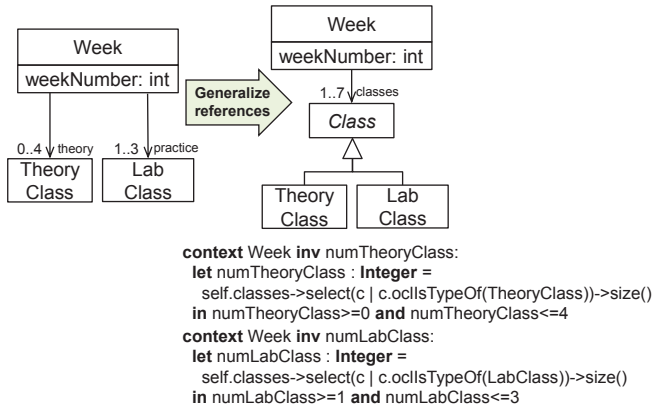 Week
weekNumber: int
0..4 theory
1..3 practice
Theory
Class
Lab
Class
Generalize
references
Week
weekNumber: int
1..7 classes
Class
Theory
Class
Lab
Class
context Week inv numTheoryClass:
let numTheoryClass : Integer =
self.classes->select(c | c.oclIsTypeOf(TheoryClass))->size()
in numTheoryClass>=0 and numTheoryClass<=4
context Week inv numLabClass:
let numLabClass : Integer =
self.classes->select(c | c.oclIsTypeOf(LabClass))->size()
in numLabClass>=1 and numLabClass<=3